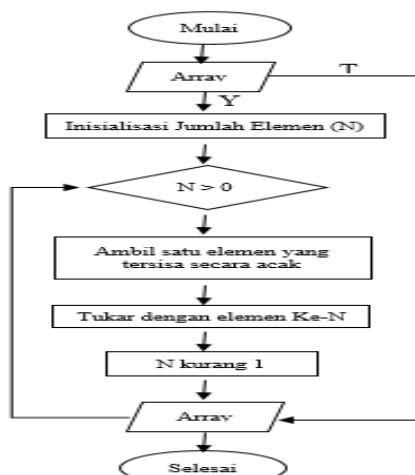 Mulai
Array
T
Y
Inisialisasi Jumlah Elemen (N)
N > 0
Ambil satu elemen yang
tersisa secara acak
Tukar dengan elemen Ke-N
N kurang 1
Array
Selesai